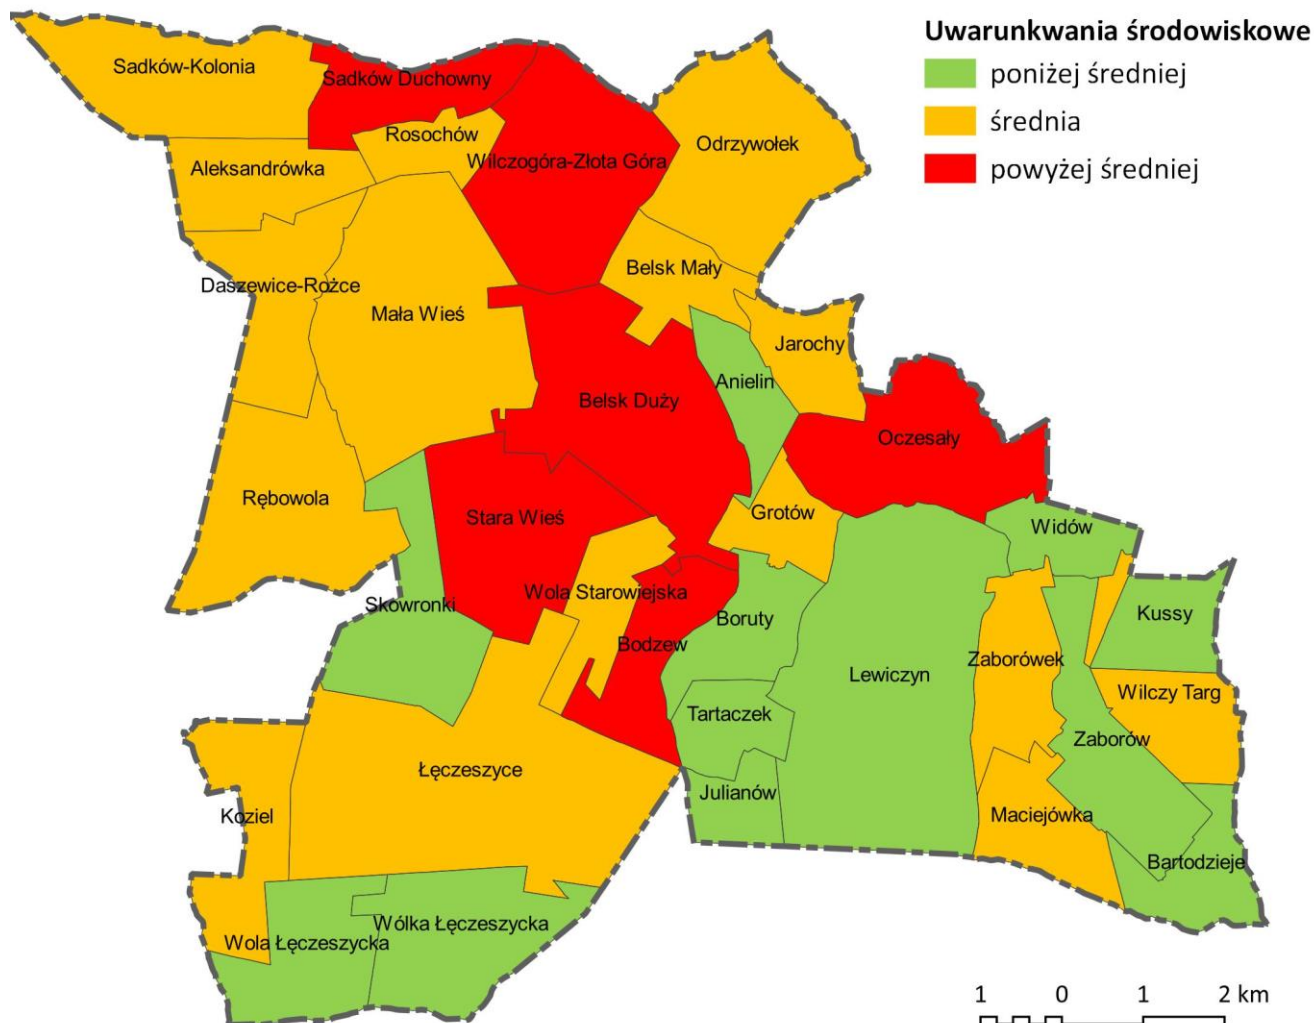 Uwarunkwania środowiskowe
poniżej średniej
średnia
powyżej średniej
Sadków-Kolonia
Sadków Duchowny
Rosochów
Wilczogóra-Złota Góra
Odrzywołek
Aleksandrówka
Belsk Mały
Daszewice-Rożce
Mała Wieś
Jarochy
Anielin
Belsk Duży
Oczesały
Rębowola
Stara Wieś
Grotów
Widów
Wola Starowiejska
Skowronki
Boruty
Kussy
Bodzew
Zaborówek
Lewiczyn
Wilczy Targ
Tartaczek
Zaborów
Łęczeszyce
Julianów
Koziel
Maciejówka
Bartodzieje
Wólka Łęczeszycka
Wola Łęczeszycka
1 0 1 2 km